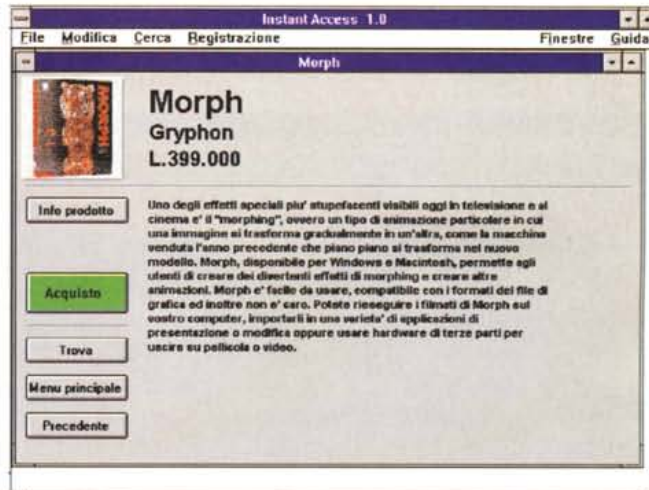 Instant Access 1.0
File Modifica Cerca Registrazione Finestre Guida
Morph
MORPH
Morph
Gryphon
L.399.000
Info prodotto
Acquisto
Trova
Menu principale
Precedente
Uno degli effetti speciali piu' stupefacenti visibili oggi in televisione e al
cinema e' il "morphing", ovvero un tipo di animazione particolare in cui
una immagine si trasforma gradualmente in un'altra, come la macchina
venduta l'anno precedente che piano piano si trasforma nel nuovo
modello. Morph, disponibile per Windows e Macintosh, permette agli
utenti di creare dei divertenti effetti di morphing e creare altre
animazioni. Morph e' facile da usare, compatibile con i formati dei file di
grafica ed inoltre non e' caro. Potete rieseguire i filmati di Morph sul
vostro computer, importarli in una varieta' di applicazioni di
presentazione o modifica oppure usare hardware di terze parti per
uscire su pellicola o video.